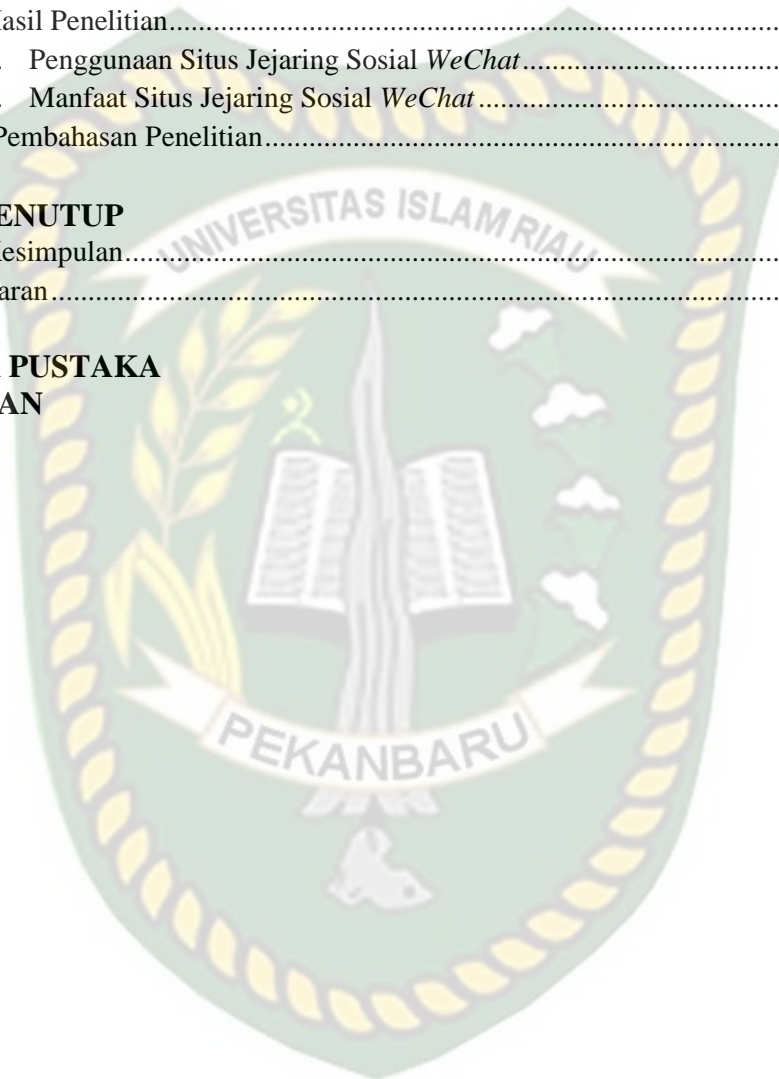 asil Penelitian
. Penggunaan Situs Jejaring Sosial WeChat
. Manfaat Situs Jejaring Sosial WeChat
Pembahasan Penelitian
ENUTUP
esimpulan
aran
PUSTAKA
AN
UNIVERSITAS ISLAM RIAU
PEKANBARU